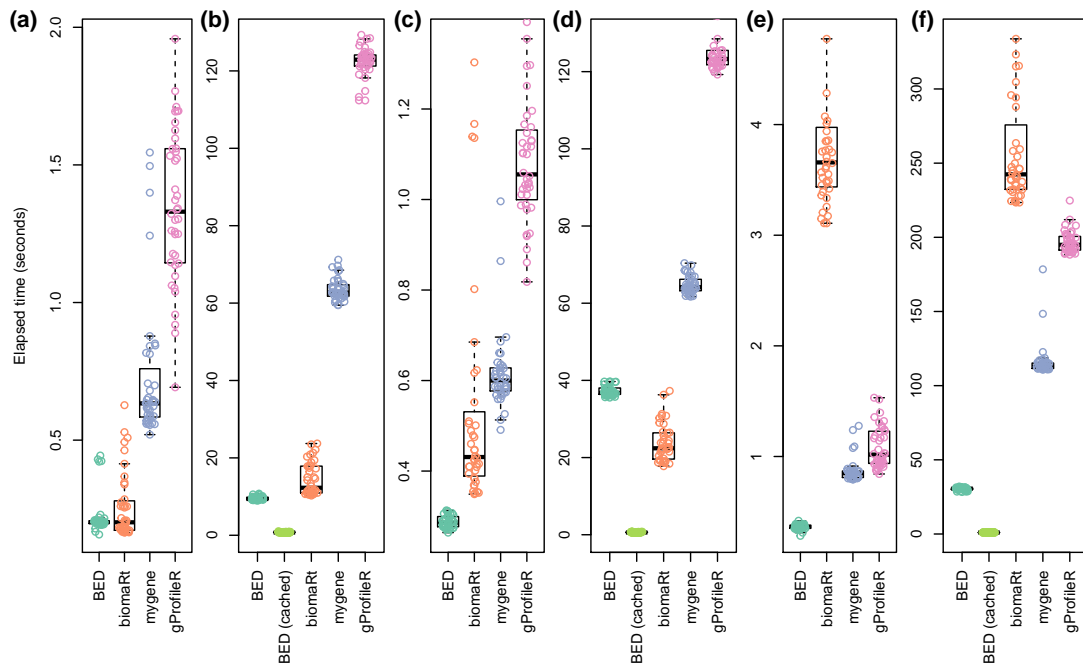 (a) (b) (c) (d) (e) (f)
Elapsed time (seconds)
0.5 1.0 1.5 2.0
BED
biomaRt
mygene
gProfileR
0 20 40 60 80 100 120
BED
BED (cached)
biomaRt
mygene
gProfileR
0.4 0.6 0.8 1.0 1.2
BED
biomaRt
mygene
gProfileR
0 20 40 60 80 100 120
BED
BED (cached)
biomaRt
mygene
gProfileR
1 2 3 4
BED
biomaRt
mygene
gProfileR
0 50 100 150 200 250 300
BED
BED (cached)
biomaRt
mygene
gProfileR